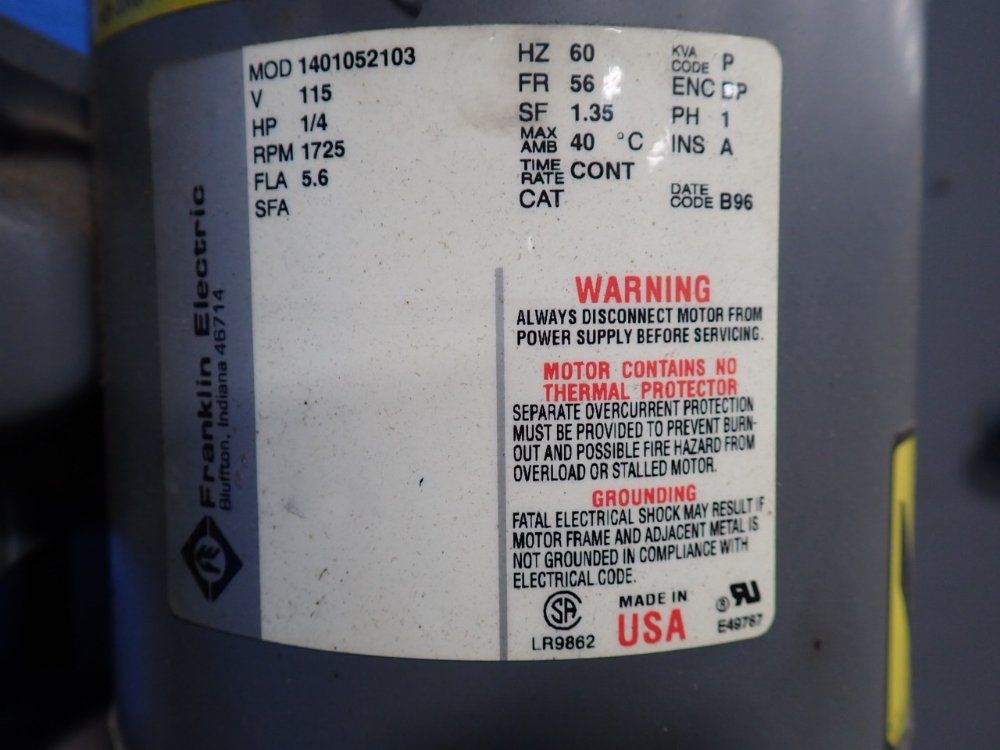 MOD 1401052103
V 115
HP 1/4
RPM 1725
FLA 5.6
SFA
HZ 60
FR 56
SF 1.35
MAX AMB 40 °C
TIME RATE CONT
CAT
KVA CODE P
ENC DP
PH 1
INS A
DATE CODE B96
Franklin Electric
Bluffton, Indiana 46714
WARNING
ALWAYS DISCONNECT MOTOR FROM
POWER SUPPLY BEFORE SERVICING.
MOTOR CONTAINS NO
THERMAL PROTECTOR
SEPARATE OVERCURRENT PROTECTION
MUST BE PROVIDED TO PREVENT BURN-
OUT AND POSSIBLE FIRE HAZARD FROM
OVERLOAD OR STALLED MOTOR.
GROUNDING
FATAL ELECTRICAL SHOCK MAY RESULT IF
MOTOR FRAME AND ADJACENT METAL IS
NOT GROUNDED IN COMPLIANCE WITH
ELECTRICAL CODE.
SA
LR9862
MADE IN
USA
E49767